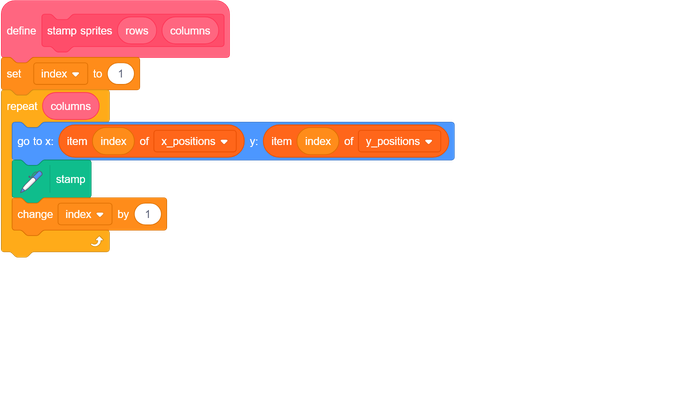 define stamp sprites rows columns
set index to 1
repeat columns
go to x: item index of x_positions y: item index of y_positions
stamp
change index by 1